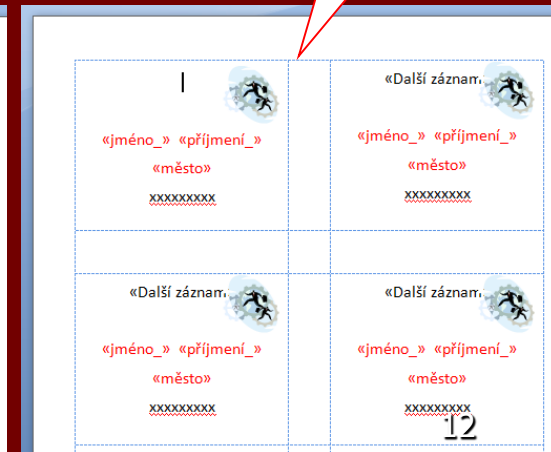 «Další záznam
«jméno_» «příjmení_»
«město»
xxxxxxxxx
«jméno_» «příjmení_»
«město»
xxxxxxxxx
«Další záznam
«jméno_» «příjmení_»
«město»
xxxxxxxxx
«Další záznam
«jméno_» «příjmení_»
«město»
xxxxxxxxx
12